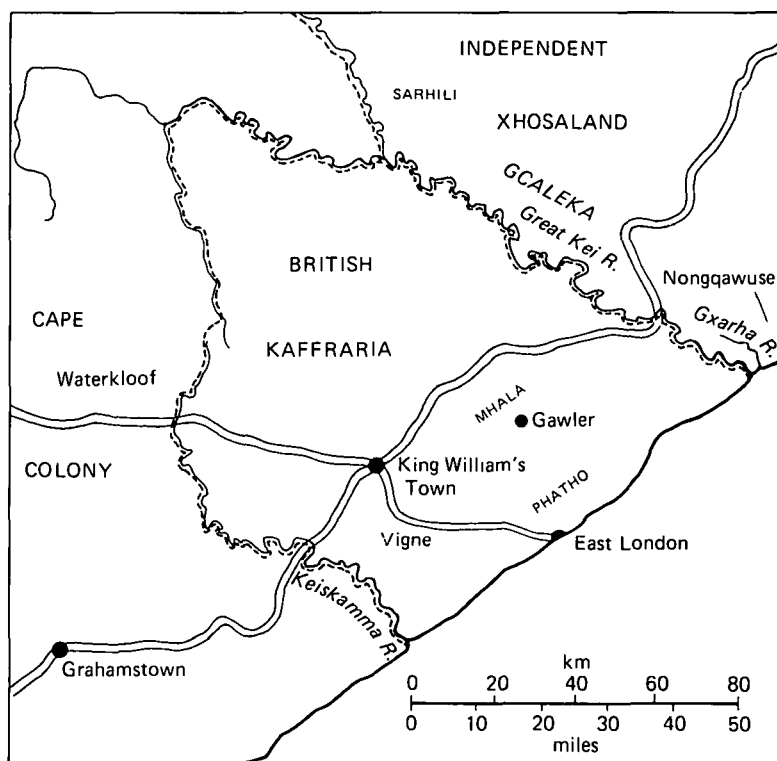 INDEPENDENT
SARHILI
XHOSALAND
GCALEKA
Great Kei R.
BRITISH
Nongqawuse
CAPE
Gxarha R.
KAFFRARIA
Waterkloof
MHALA
Gawler
COLONY
King William's
Town
PHATHO
Vigne
East London
Keiskamma R.
Grahamstown
km
0 20 40 60 80
0 10 20 30 40 50
miles